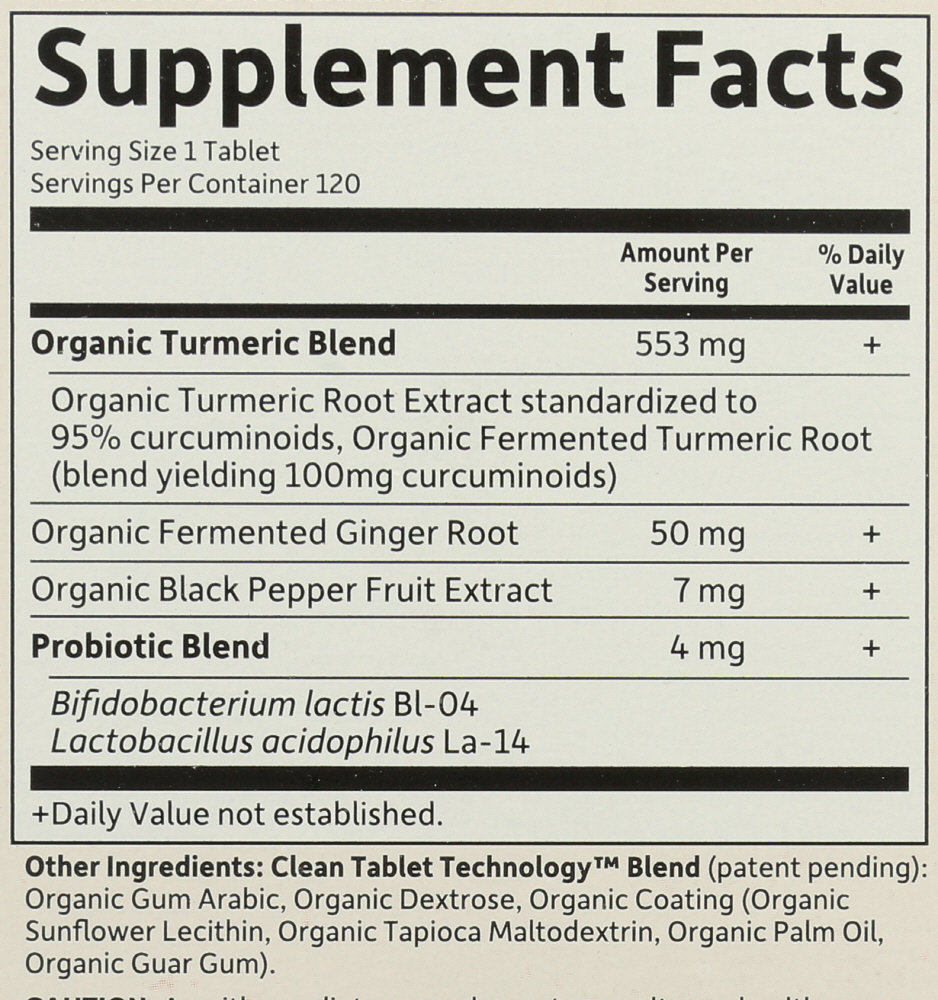 Supplement Facts
Serving Size 1 Tablet
Servings Per Container 120
Amount Per % Daily
Serving Value
Organic Turmeric Blend 553 mg +
Organic Turmeric Root Extract standardized to
95% curcuminoids, Organic Fermented Turmeric Root
(blend yielding 100mg curcuminoids)
Organic Fermented Ginger Root 50 mg +
Organic Black Pepper Fruit Extract 7 mg +
Probiotic Blend 4 mg +
Bifidobacterium lactis Bl-04
Lactobacillus acidophilus La-14
+Daily Value not established.
Other Ingredients: Clean Tablet Technology™ Blend (patent pending):
Organic Gum Arabic, Organic Dextrose, Organic Coating (Organic
Sunflower Lecithin, Organic Tapioca Maltodextrin, Organic Palm Oil,
Organic Guar Gum).